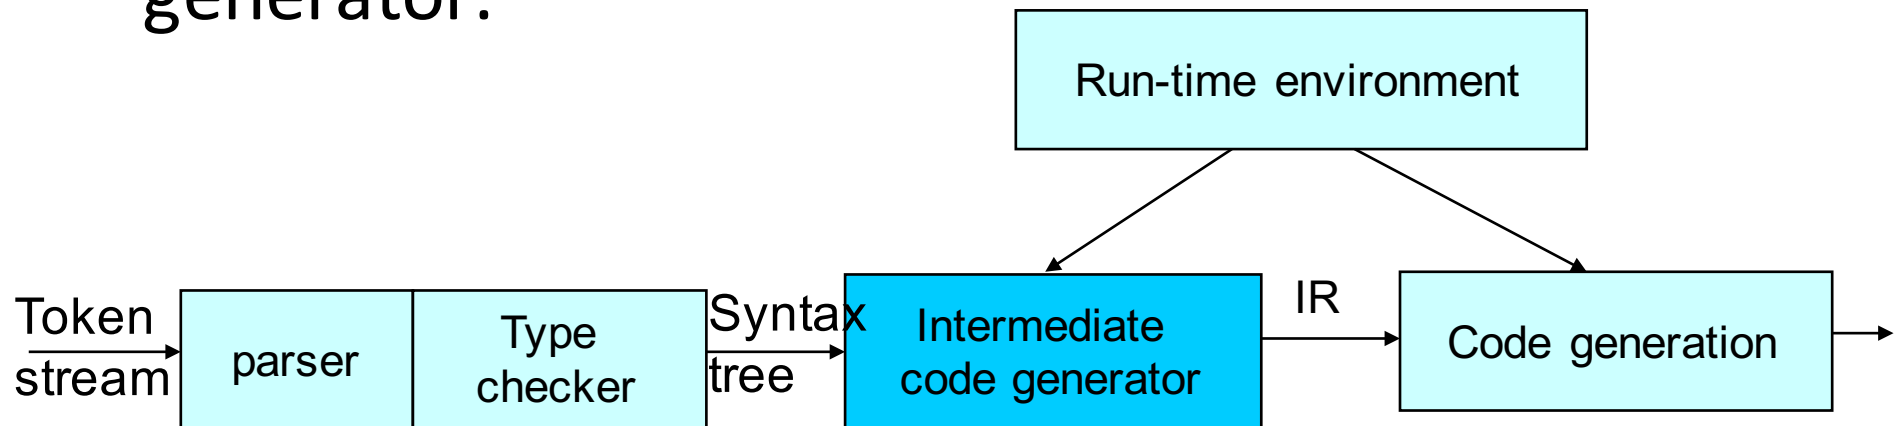 generator.
Run-time environment
Token
stream
parser
Type
checker
Syntax
tree
Intermediate
code generator
IR
Code generation